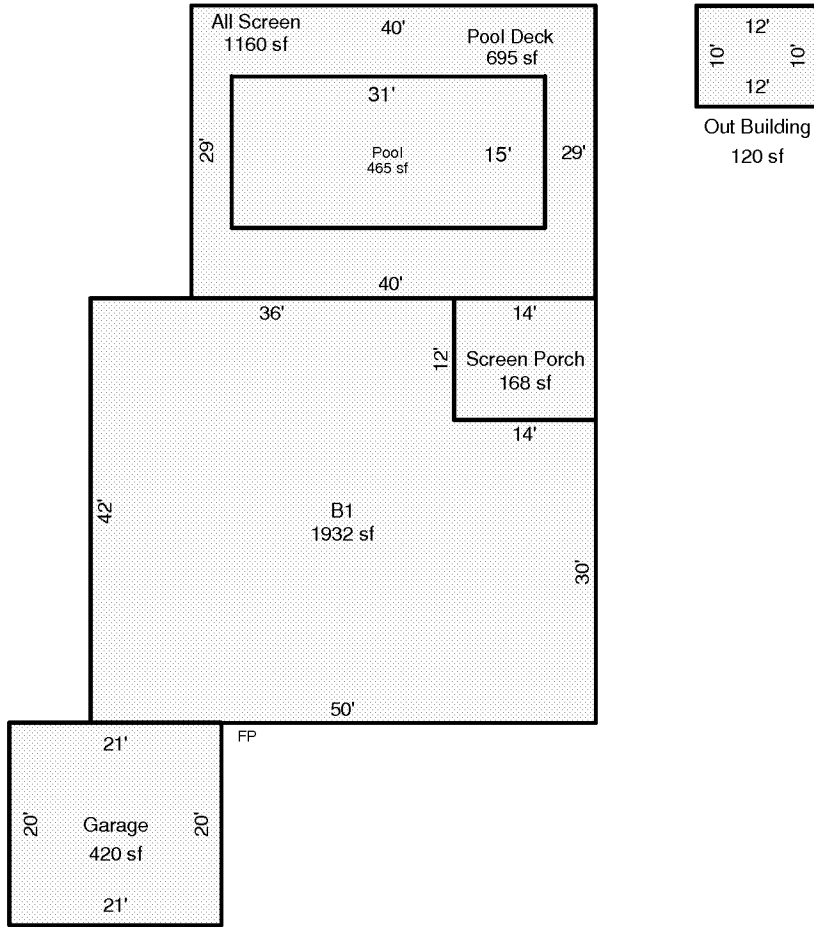 All Screen
1160 sf
40'
Pool Deck
695 sf
31'
29'
Pool
465 sf
15'
29'
40'
12'
10'
10'
12'
Out Building
120 sf
36'
14'
12'
Screen Porch
168 sf
14'
42'
B1
1932 sf
30'
50'
FP
21'
20'
Garage
420 sf
20'
21'